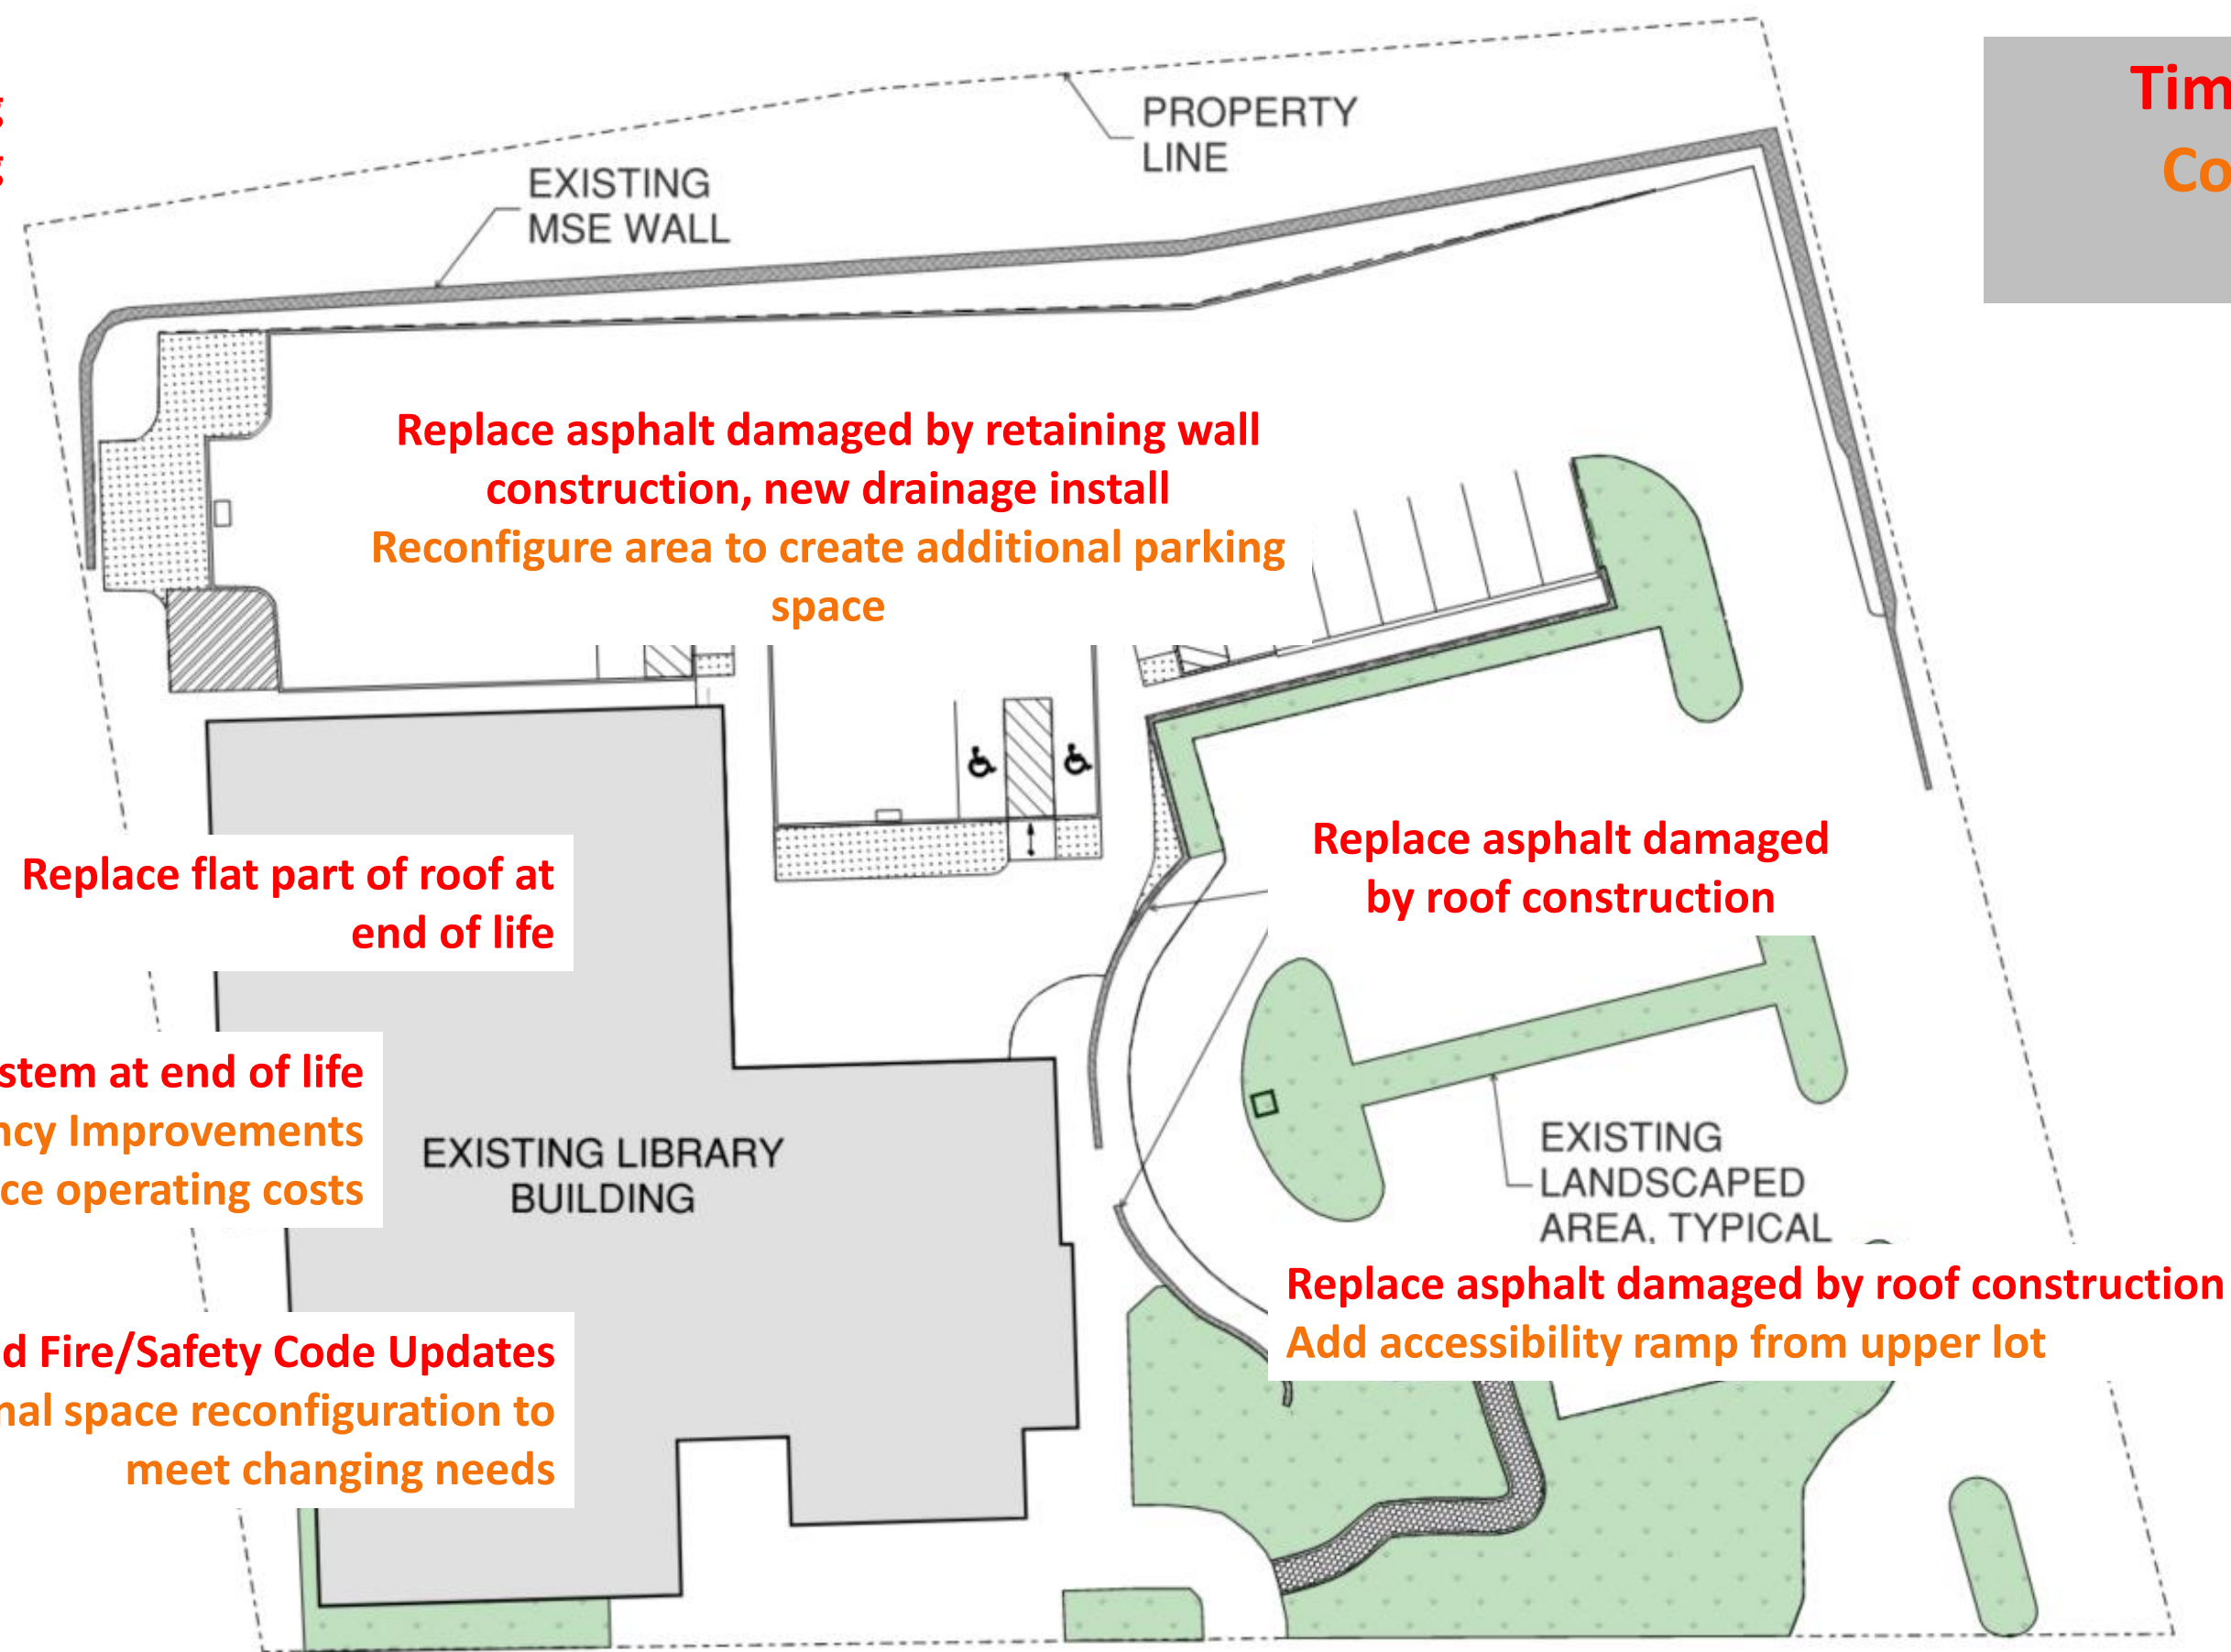 Tim
Co
PROPERTY
LINE
EXISTING
MSE WALL
Replace asphalt damaged by retaining wall
construction, new drainage install
Reconfigure area to create additional parking
space
Replace asphalt damaged
by roof construction
Replace flat part of roof at
end of life
stem at end of life
ncy Improvements
ce operating costs
EXISTING LIBRARY
BUILDING
EXISTING
LANDSCAPED
AREA, TYPICAL
Replace asphalt damaged by roof construction
Add accessibility ramp from upper lot
d Fire/Safety Code Updates
nal space reconfiguration to
meet changing needs